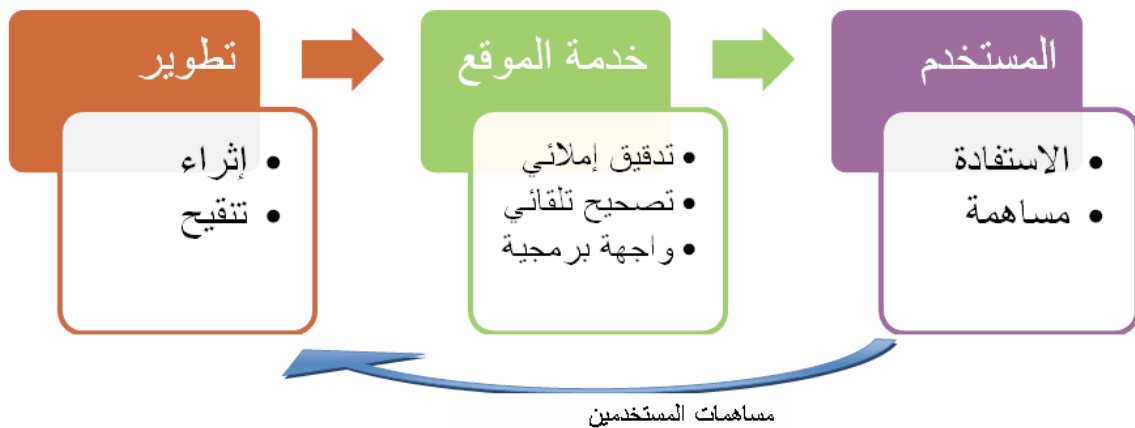 تطوير
إثراء
تنقيح
خدمة الموقع
تدقيق إملائي
تصحيح تلقائي
واجهة برمجية
المستخدم
الاستفادة
مساهمة
مساهمات المستخدمين